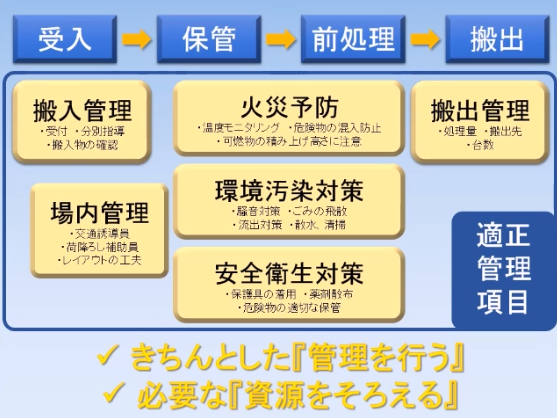 受入 → 保管 → 前処理 → 搬出
搬入管理
・受付 ・分別指導
・搬入物の確認
火災予防
・温度モニタリング ・危険物の混入防止
・可燃物の積み上げ高さに注意
搬出管理
・処理量 ・搬出先
・台数
場内管理
・交通誘導員
・荷降ろし補助員
・レイアウトの工夫
環境汚染対策
・騒音対策 ・ごみの飛散
・流出対策 ・散水、清掃
安全衛生対策
・保護具の着用 ・薬剤散布
・危険物の適切な保管
適正
管理
項目
✓ きちんとした『管理を行う』
✓ 必要な『資源をそろえる』